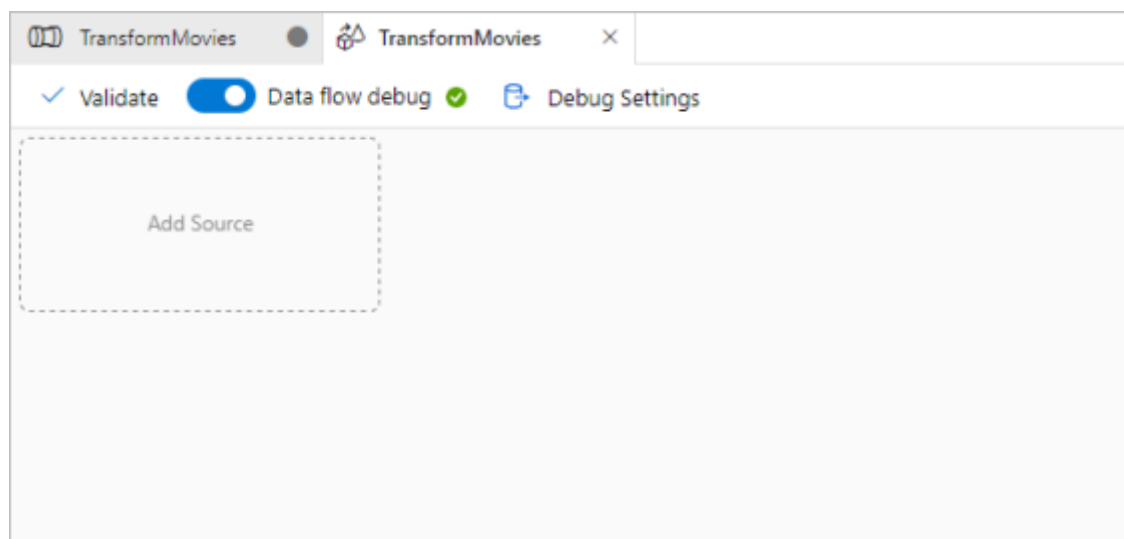 TransformMovies TransformMovies
Validate Data flow debug Debug Settings
Add Source